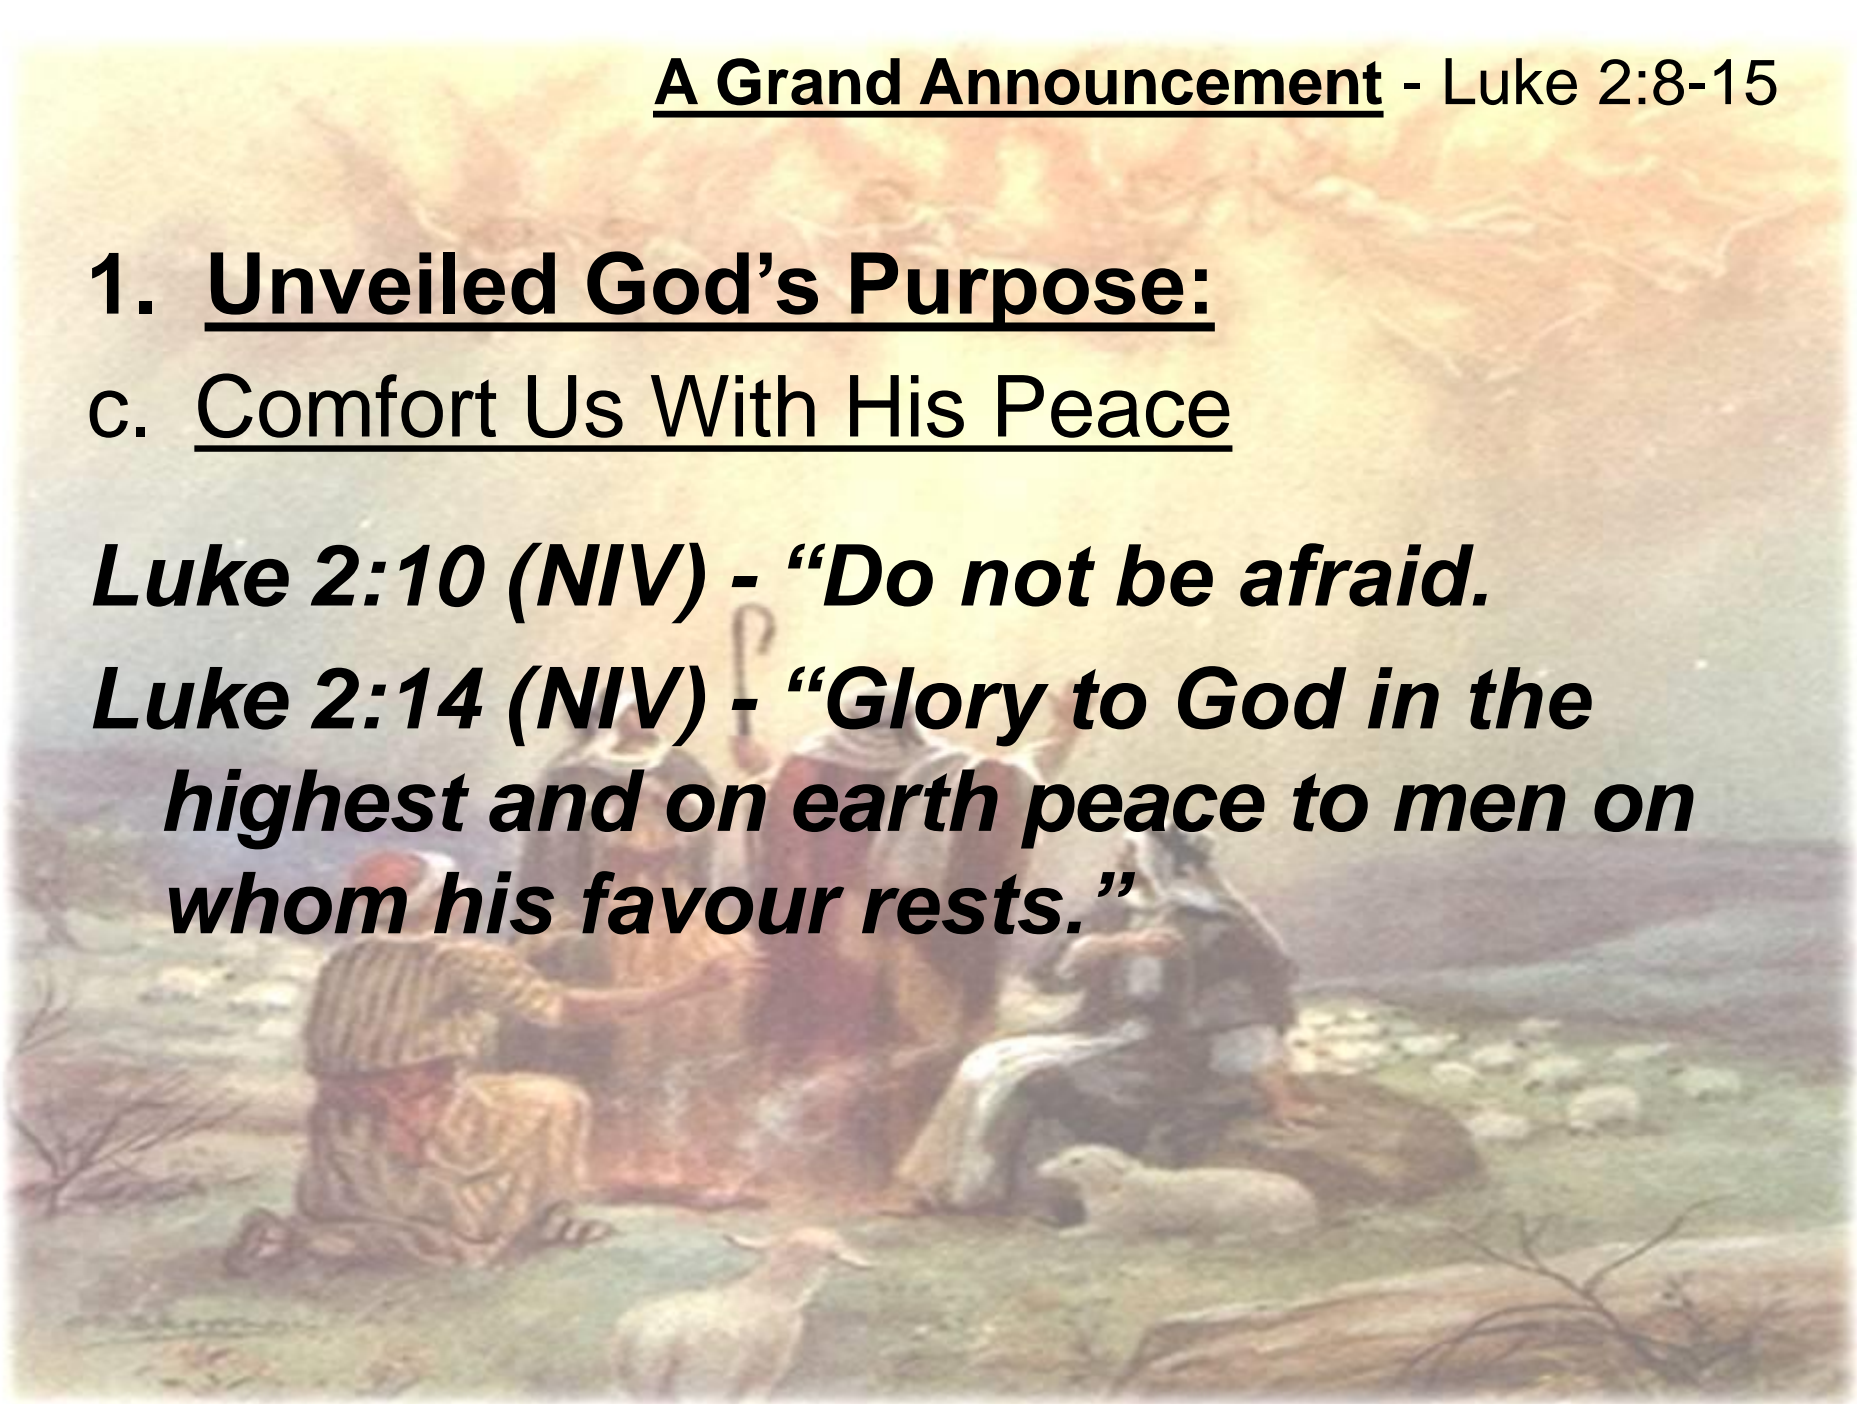 A Grand Announcement - Luke 2:8-15
1. Unveiled God’s Purpose:
c. Comfort Us With His Peace
Luke 2:10 (NIV) - “Do not be afraid.
Luke 2:14 (NIV) - “Glory to God in the
highest and on earth peace to men on
whom his favour rests.”